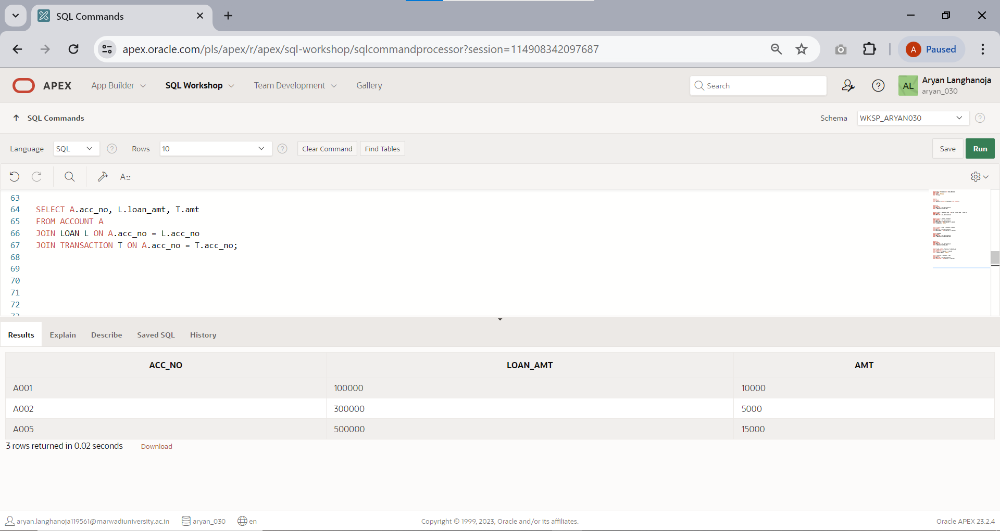 SQL Commands
apex.oracle.com/pls/apex/r/apex/sql-workshop/sqlcommandprocessor?session=114908342097687
A Paused
APEX App Builder SQL Workshop Team Development Gallery Search AL Aryan Langhanoja
aryan_030
SQL Commands Schema WKSP_ARYAN030
Language SQL Rows 10 Clear Command Find Tables Save Run
63
64 SELECT A.acc_no, L.loan_amt, T.amt
65 FROM ACCOUNT A
66 JOIN LOAN L ON A.acc_no = L.acc_no
67 JOIN TRANSACTION T ON A.acc_no = T.acc_no;
68
69
70
71
72
Results Explain Describe Saved SQL History
ACC_NO LOAN_AMT AMT
A001 100000 10000
A002 300000 5000
A005 500000 15000
3 rows returned in 0.02 seconds Download
aryan.langhanoja119561@marwadiuniversity.ac.in aryan_030 en Copyright © 1999, 2023, Oracle and/or its affiliates. Oracle APEX 23.2.4